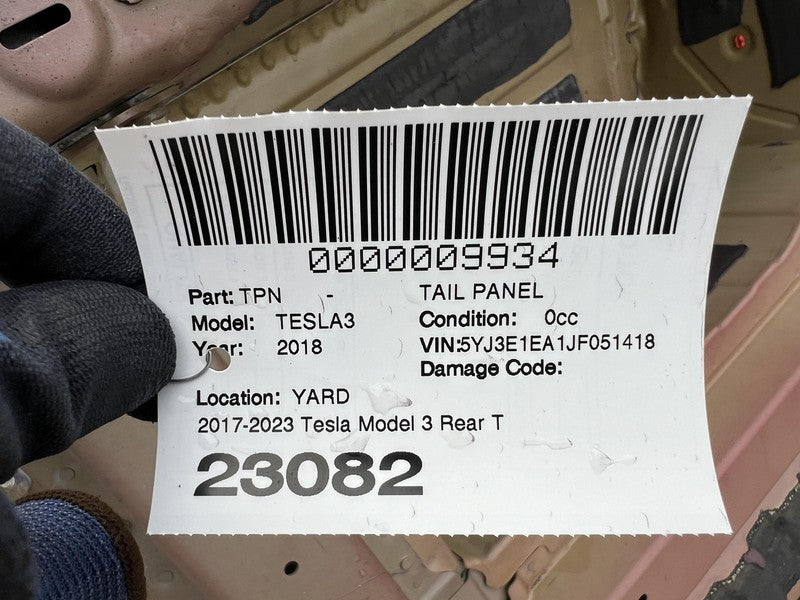 0000009934
Part: TPN - TAIL PANEL
Model: TESLA3 Condition: 0cc
Year: 2018 VIN:5YJ3E1EA1JF051418
Damage Code:
Location: YARD
2017-2023 Tesla Model 3 Rear T
23082